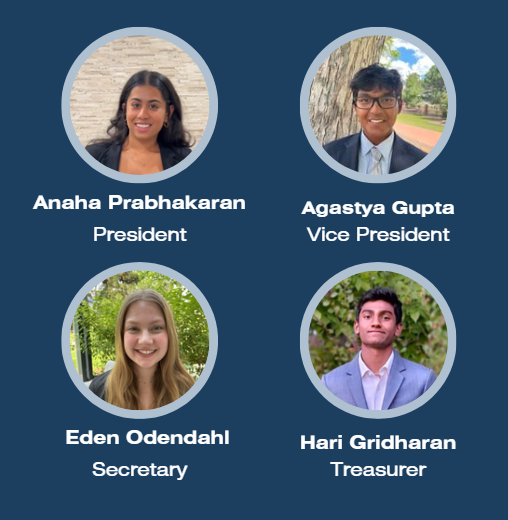 Anaha Prabhakaran
President
Agastya Gupta
Vice President
Eden Odendahl
Secretary
Hari Gridharan
Treasurer